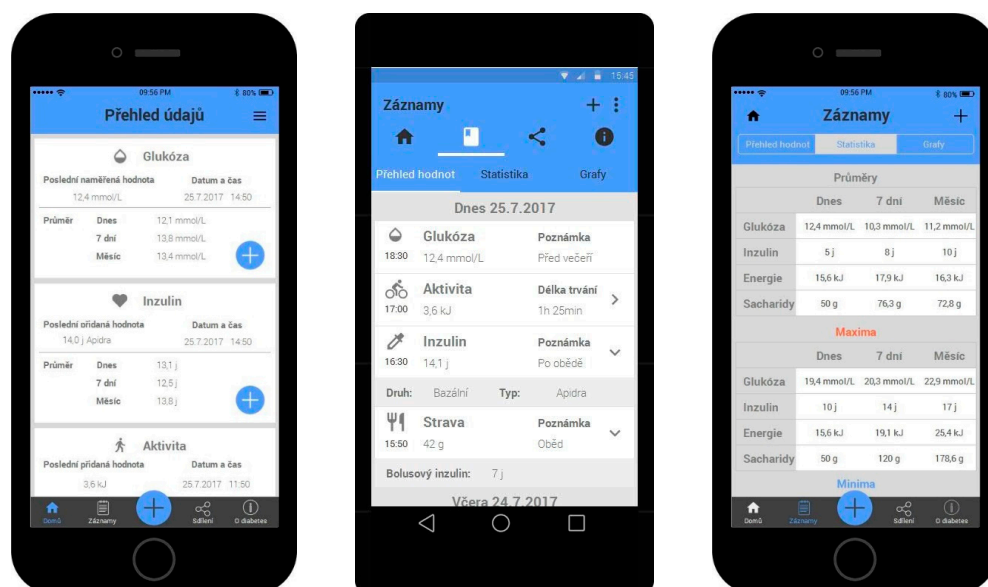 09:56 PM 80%
Přehled údajů
Glukóza
Poslední naměřená hodnota Datum a čas
12,4 mmol/L 25.7.2017 14:50
Průměr Dnes 12,1 mmol/L
7 dní 13,8 mmol/L
Měsíc 13,4 mmol/L
Inzulin
Poslední přidaná hodnota Datum a čas
14,0 j Apidra 25.7.2017 14:50
Průměr Dnes 13,1 j
7 dní 12,5 j
Měsíc 13,8 j
Aktivita
Poslední přidaná hodnota Datum a čas
3,6 kJ 25.7.2017 11:50
Domů Záznamy Sdílení O diabetes
15:45
Záznamy
Přehled hodnot Statistika Grafy
Dnes 25.7.2017
Glukóza Poznámka
18:30 12,4 mmol/L Před večeří
Aktivita Délka trvání
17:00 3,6 kJ 1h 25min
Inzulin Poznámka
16:30 14,1 j Po obědě
Druh: Bazální Typ: Apidra
Strava Poznámka
15:50 42 g Oběd
Bolusový inzulin: 7 j
Včera 24.7.2017
09:56 PM 80%
Záznamy
Přehled hodnot Statistika Grafy
Průměry
Dnes 7 dní Měsíc
Glukóza 12,4 mmol/L 10,3 mmol/L 11,2 mmol/L
Inzulin 5 j 8 j 10 j
Energie 15,6 kJ 17,9 kJ 16,3 kJ
Sacharidy 50 g 76,3 g 72,8 g
Maxima
Dnes 7 dní Měsíc
Glukóza 19,4 mmol/L 20,3 mmol/L 22,9 mmol/L
Inzulin 10 j 14 j 17 j
Energie 15,6 kJ 19,1 kJ 25,4 kJ
Sacharidy 50 g 120 g 178,6 g
Minima
Domů Záznamy Sdílení O diabetes